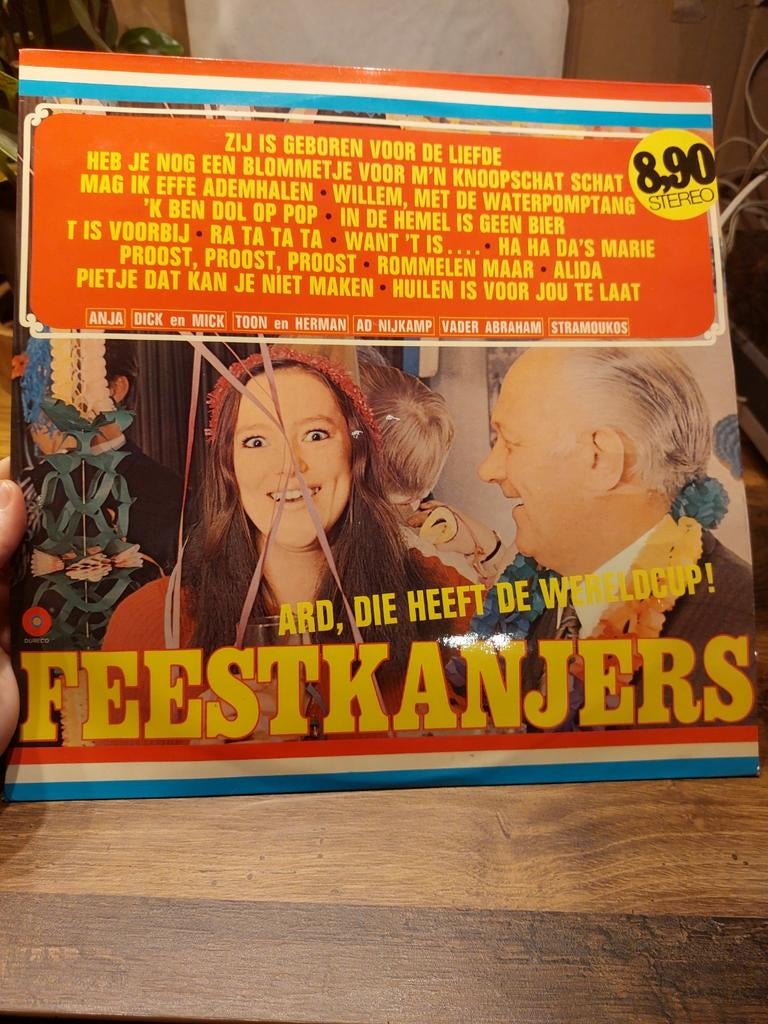 ZIJ IS GEBOREN VOOR DE LIEFDE
HEB JE NOG EEN BLOMMETJE VOOR M'N KNOOPSCHAT SCHAT
MAG IK EFFE ADEMHALEN • WILLEM, MET DE WATERPOMPTANG
'K BEN DOL OP POP • IN DE HEMEL IS GEEN BIER
T IS VOORBIJ • RA TA TA TA • WANT 'T IS .... • HA HA DA'S MARIE
PROOST, PROOST, PROOST • ROMMELEN MAAR • ALIDA
PIETJE DAT KAN JE NIET MAKEN • HUILEN IS VOOR JOU TE LAAT
8,90
STEREO
ANJA DICK en MICK TOON en HERMAN AD NIJKAMP VADER ABRAHAM STRAMOUKOS
ARD, DIE HEEFT DE WERELDCUP!
DURECO
FEESTKANJERS